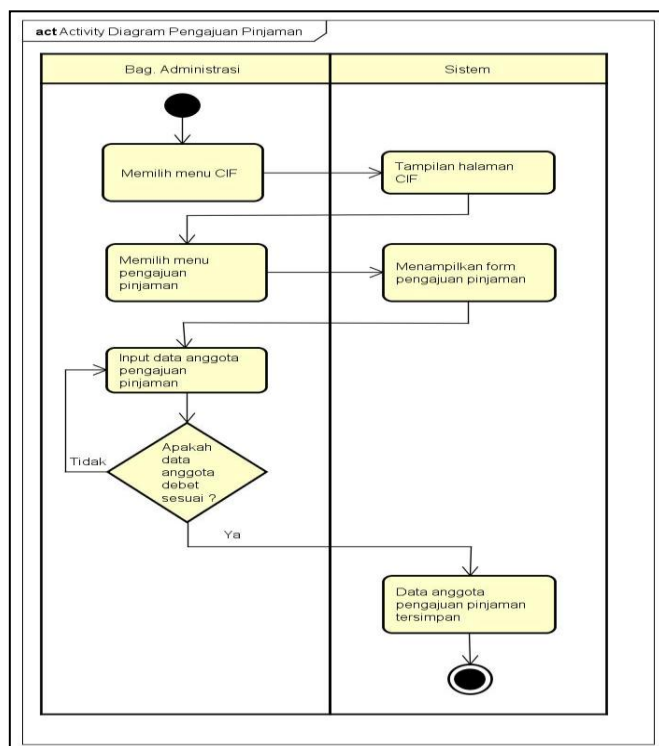 act Activity Diagram Pengajuan Pinjaman
Bag. Administrasi
Sistem
Memilih menu CIF
Tampilan halaman
CIF
Memilih menu
pengajuan
pinjaman
Menampilkan form
pengajuan pinjaman
Input data anggota
pengajuan
pinjaman
Apakah
data
anggota
debet
sesuai ?
Tidak
Ya
Data anggota
pengajuan pinjaman
tersimpan